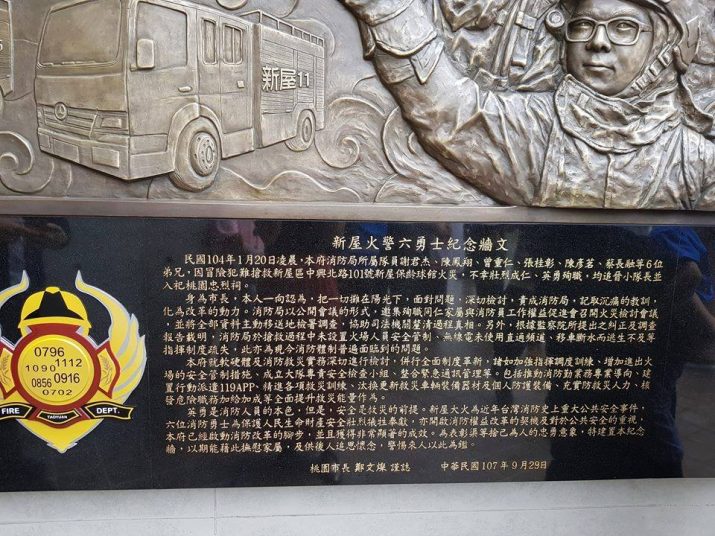 新屋11
新屋火警六勇士紀念牆文
民國104年1月20日凌晨,本府消防局所屬隊員謝君杰、陳鳳翔、曾重仁、張桂彰、陳彥茗、蔡長融等6位
弟兄,因冒險犯難搶救新屋區中興北路101號新屋保齡球館火災,不幸壯烈成仁、英勇殉職,均追晉小隊長並
入祀桃園忠烈祠。
身為市長,本人一向認為,把一切攤在陽光下,面對問題,深切檢討,責成消防局,記取沉痛的教訓,
化為改革的動力。消防局以公開會議的形式,邀集殉職同仁家屬與消防員工作權益促進會召開火災檢討會議
,並將全部資料主動移送地檢署調查,協助司法機關釐清過程真相。另外,根據監察院所提出之糾正及調查
報告載明,消防局於搶救過程中未設置火場人員安全管制、無線電未使用直通頻道、移車斷水而逃生不及等
指揮制度疏失,此亦為現今消防體制普遍面臨到的問題。
本府就軟硬體及消防救災實務深切進行檢討,併行全面制度革新,諸如加強指揮調度訓練、增加進出火
場的安全管制措施、成立大隊專責安全檢查小組、整合緊急通訊管理等。包括推動消防勤業務專業導向、建
置行動派遣119APP、精進各項救災訓練、汰換更新救災車輛裝備器材及個人防護裝備、充實防救災人力、核
發危險職務加給加成等全面提升救災能量作為。
英勇是消防人員的本色,但是,安全是救災的前提。新屋大火為近年台灣消防史上重大公共安全事件,
六位消防勇士為保護人民生命財產安全壯烈犧牲奉獻,亦開啟消防權益改革的契機及對於公共安全的重視,
本府已經啟動消防改革的腳步,並且獲得非常顯著的成效。為表彰渠等捨己為人的忠勇意象,特建置本紀念
牆,以期能藉此撫慰家屬,及供後人追思懷念,警惕來人以此為鑑。
桃園市長 鄭文燦 謹誌 中華民國107年9月29日
0796
1112
1090
0916
0856
0702
FIRE TAOYUAN DEPT.